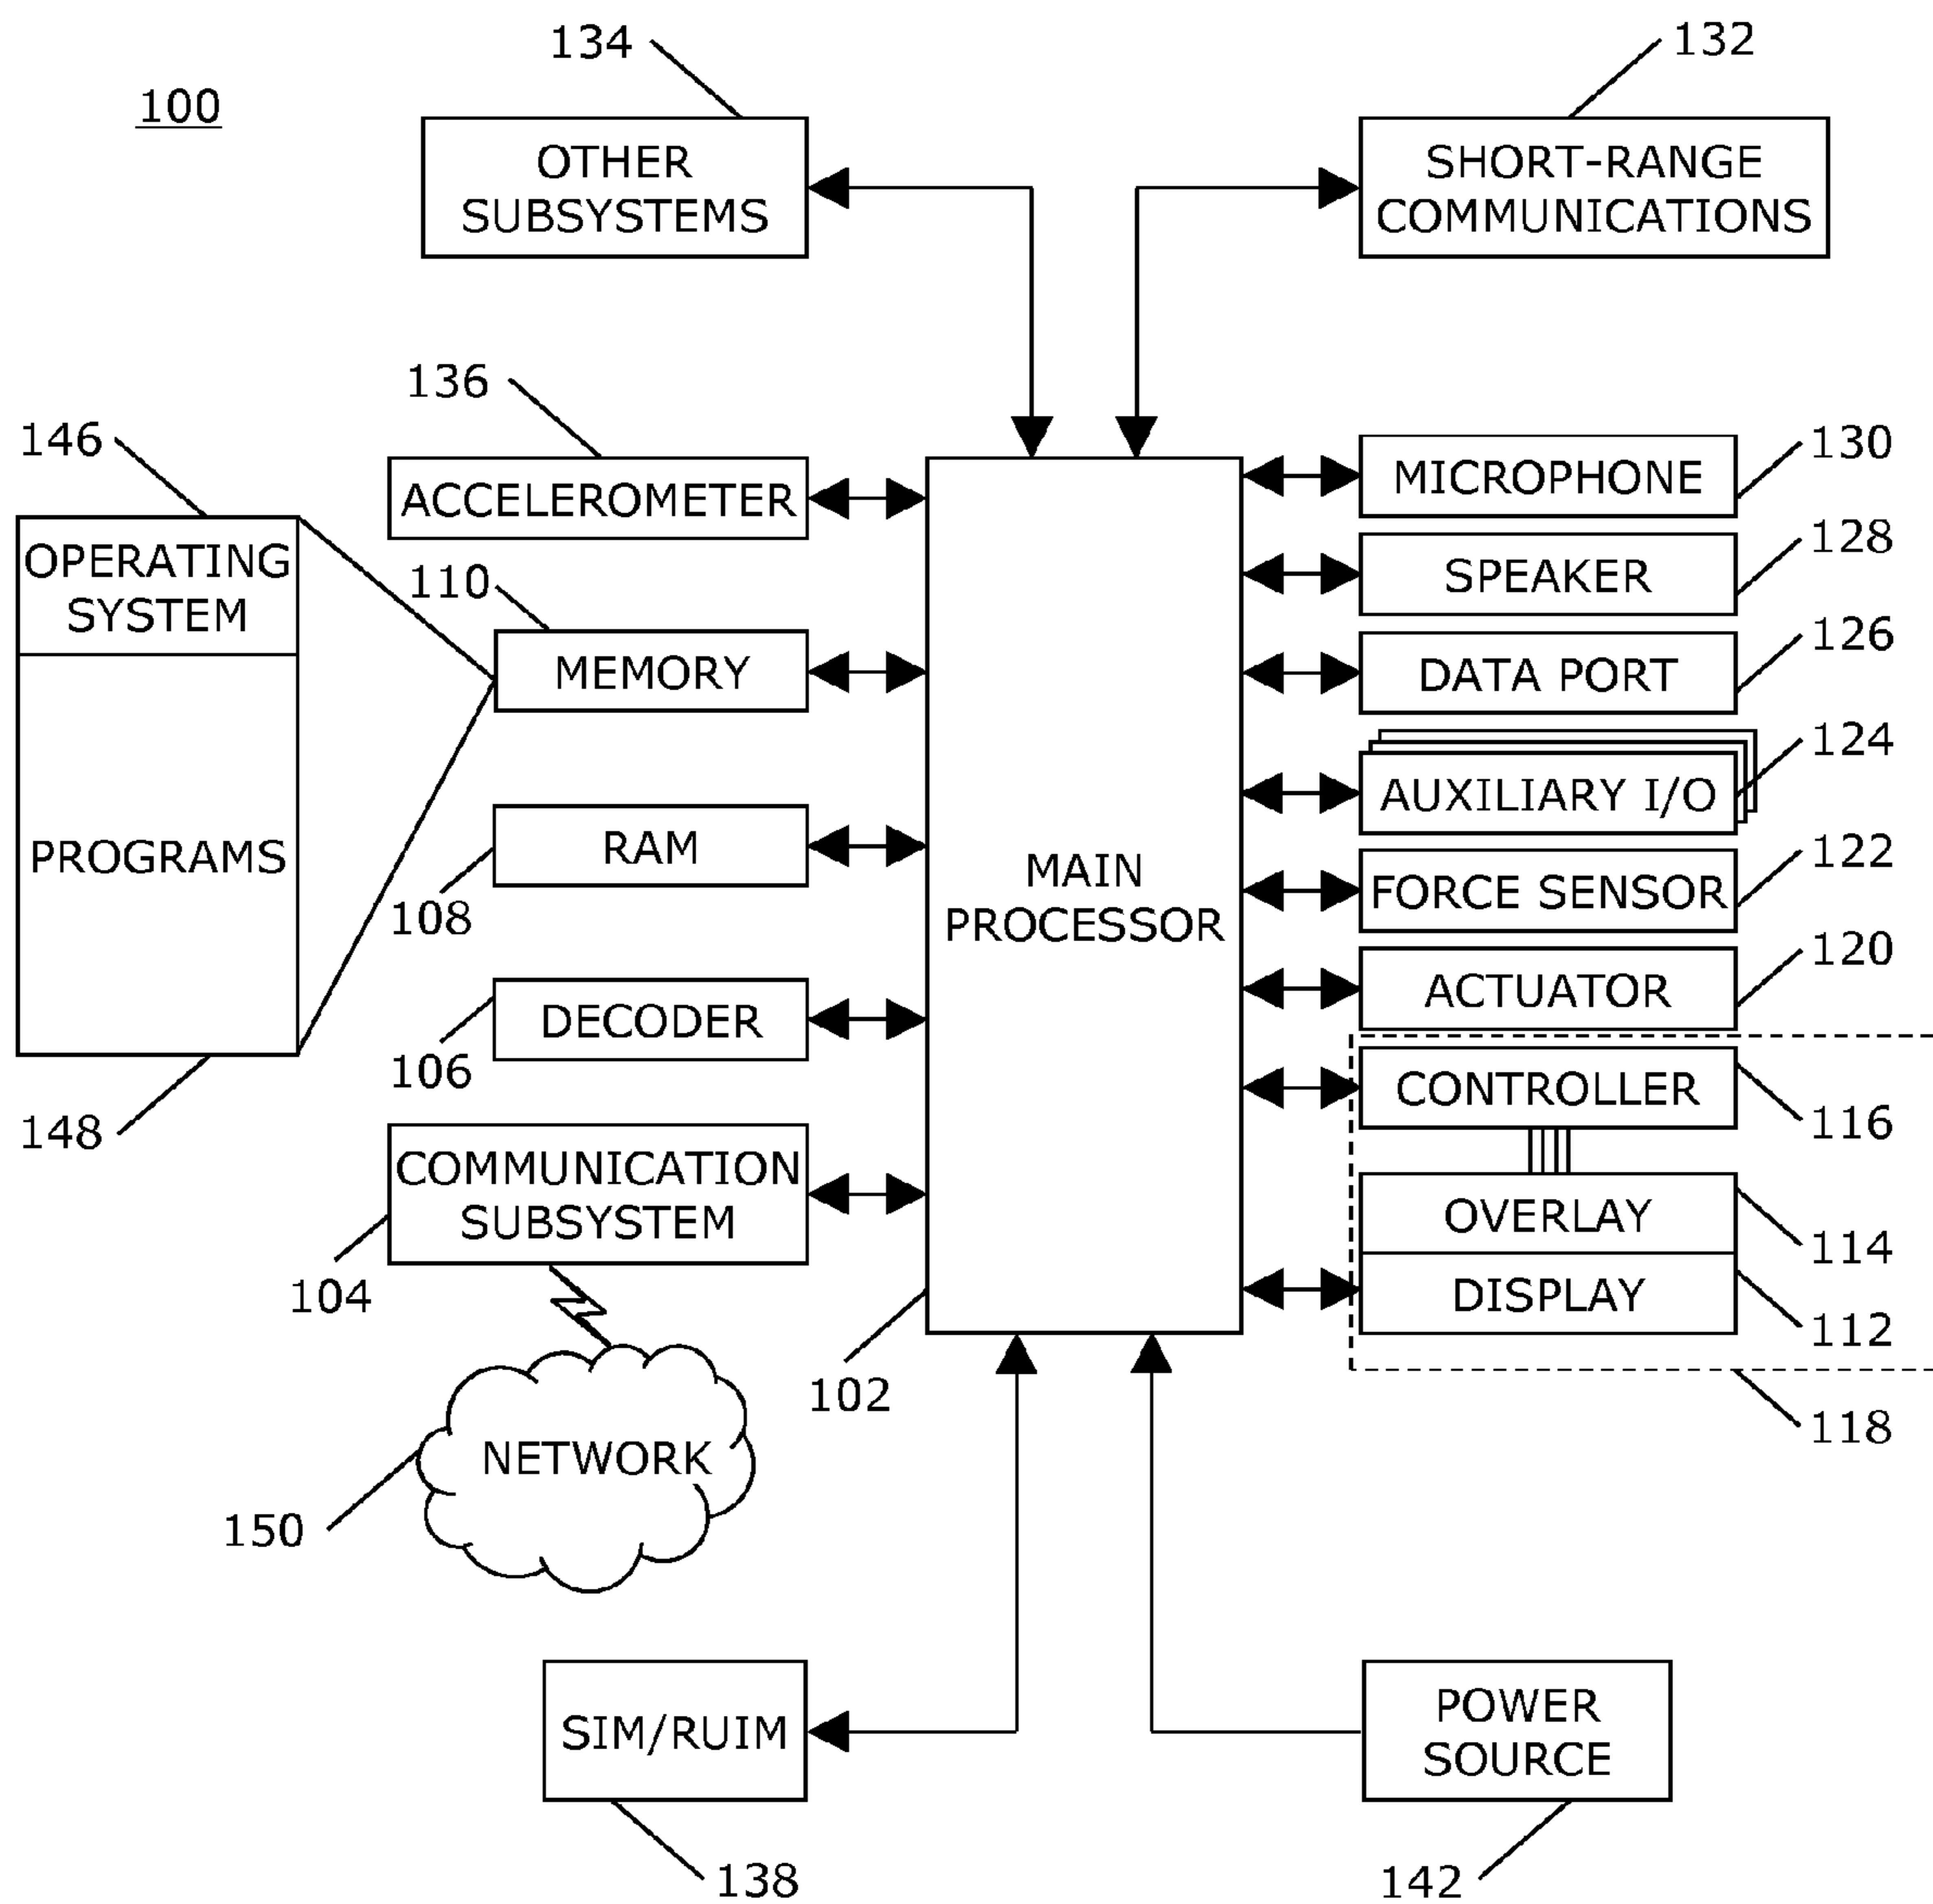 134
132
100
OTHER
SUBSYSTEMS
SHORT-RANGE
COMMUNICATIONS
136
146
ACCELEROMETER
MICROPHONE
130
OPERATING
SYSTEM
110
SPEAKER
128
MEMORY
DATA PORT
126
PROGRAMS
RAM
108
MAIN
PROCESSOR
AUXILIARY I/O
124
FORCE SENSOR
122
DECODER
106
ACTUATOR
120
148
CONTROLLER
116
COMMUNICATION
SUBSYSTEM
104
OVERLAY
114
DISPLAY
112
102
118
NETWORK
150
SIM/RUIM
POWER
SOURCE
138
142